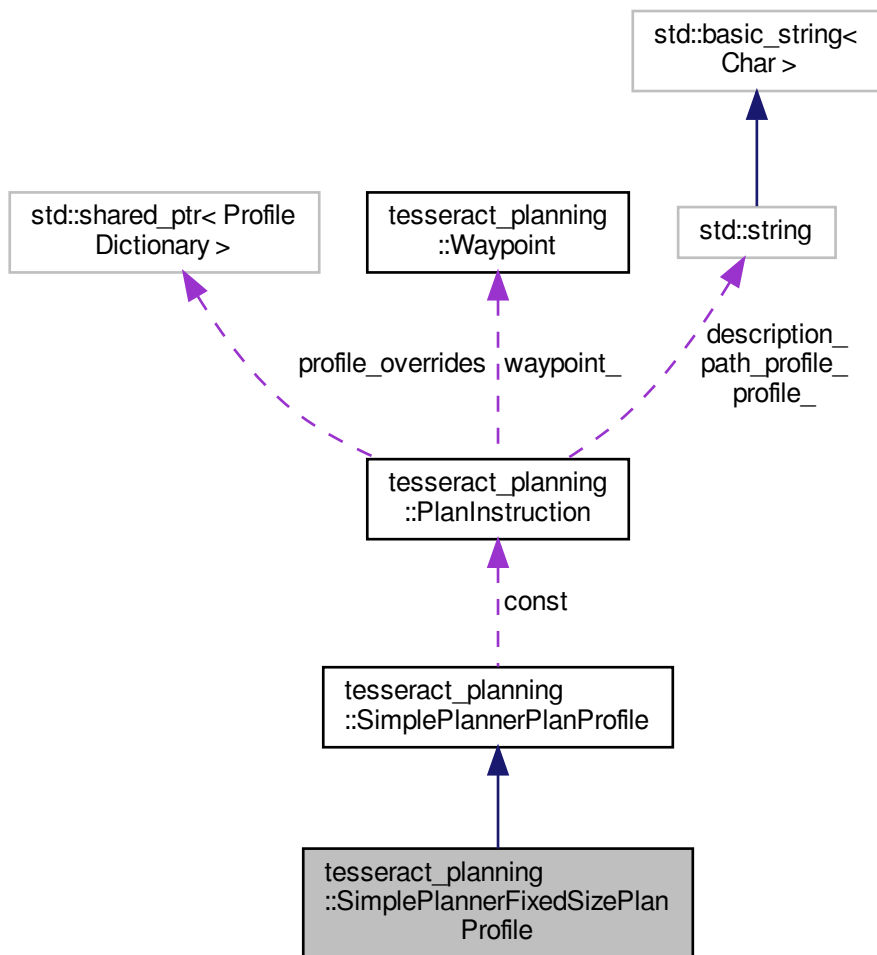 std::basic_string<
Char >
std::shared_ptr< Profile
Dictionary >
tesseract_planning
::Waypoint
std::string
profile_overrides
waypoint_
description_
path_profile_
profile_
tesseract_planning
::PlanInstruction
const
tesseract_planning
::SimplePlannerPlanProfile
tesseract_planning
::SimplePlannerFixedSizePlan
Profile